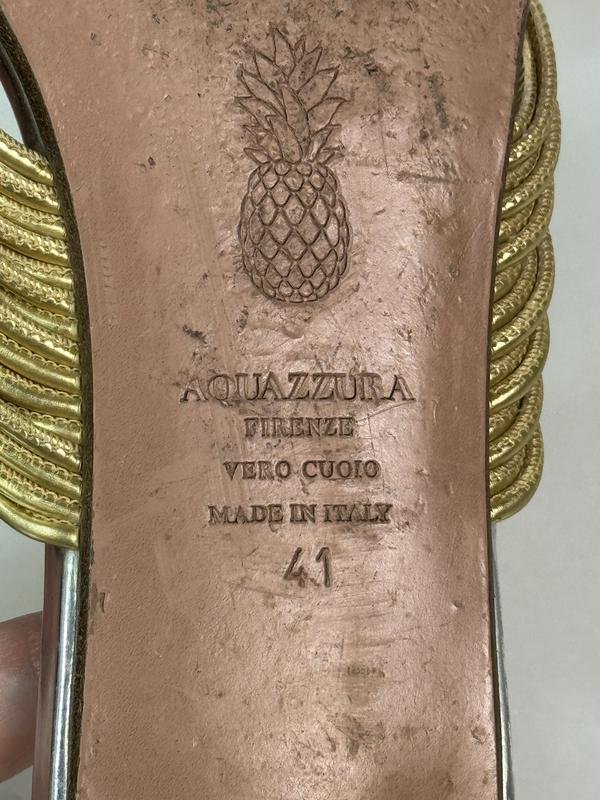 AQUAZZURA
FIRENZE
VERO CUOIO
MADE IN ITALY
41